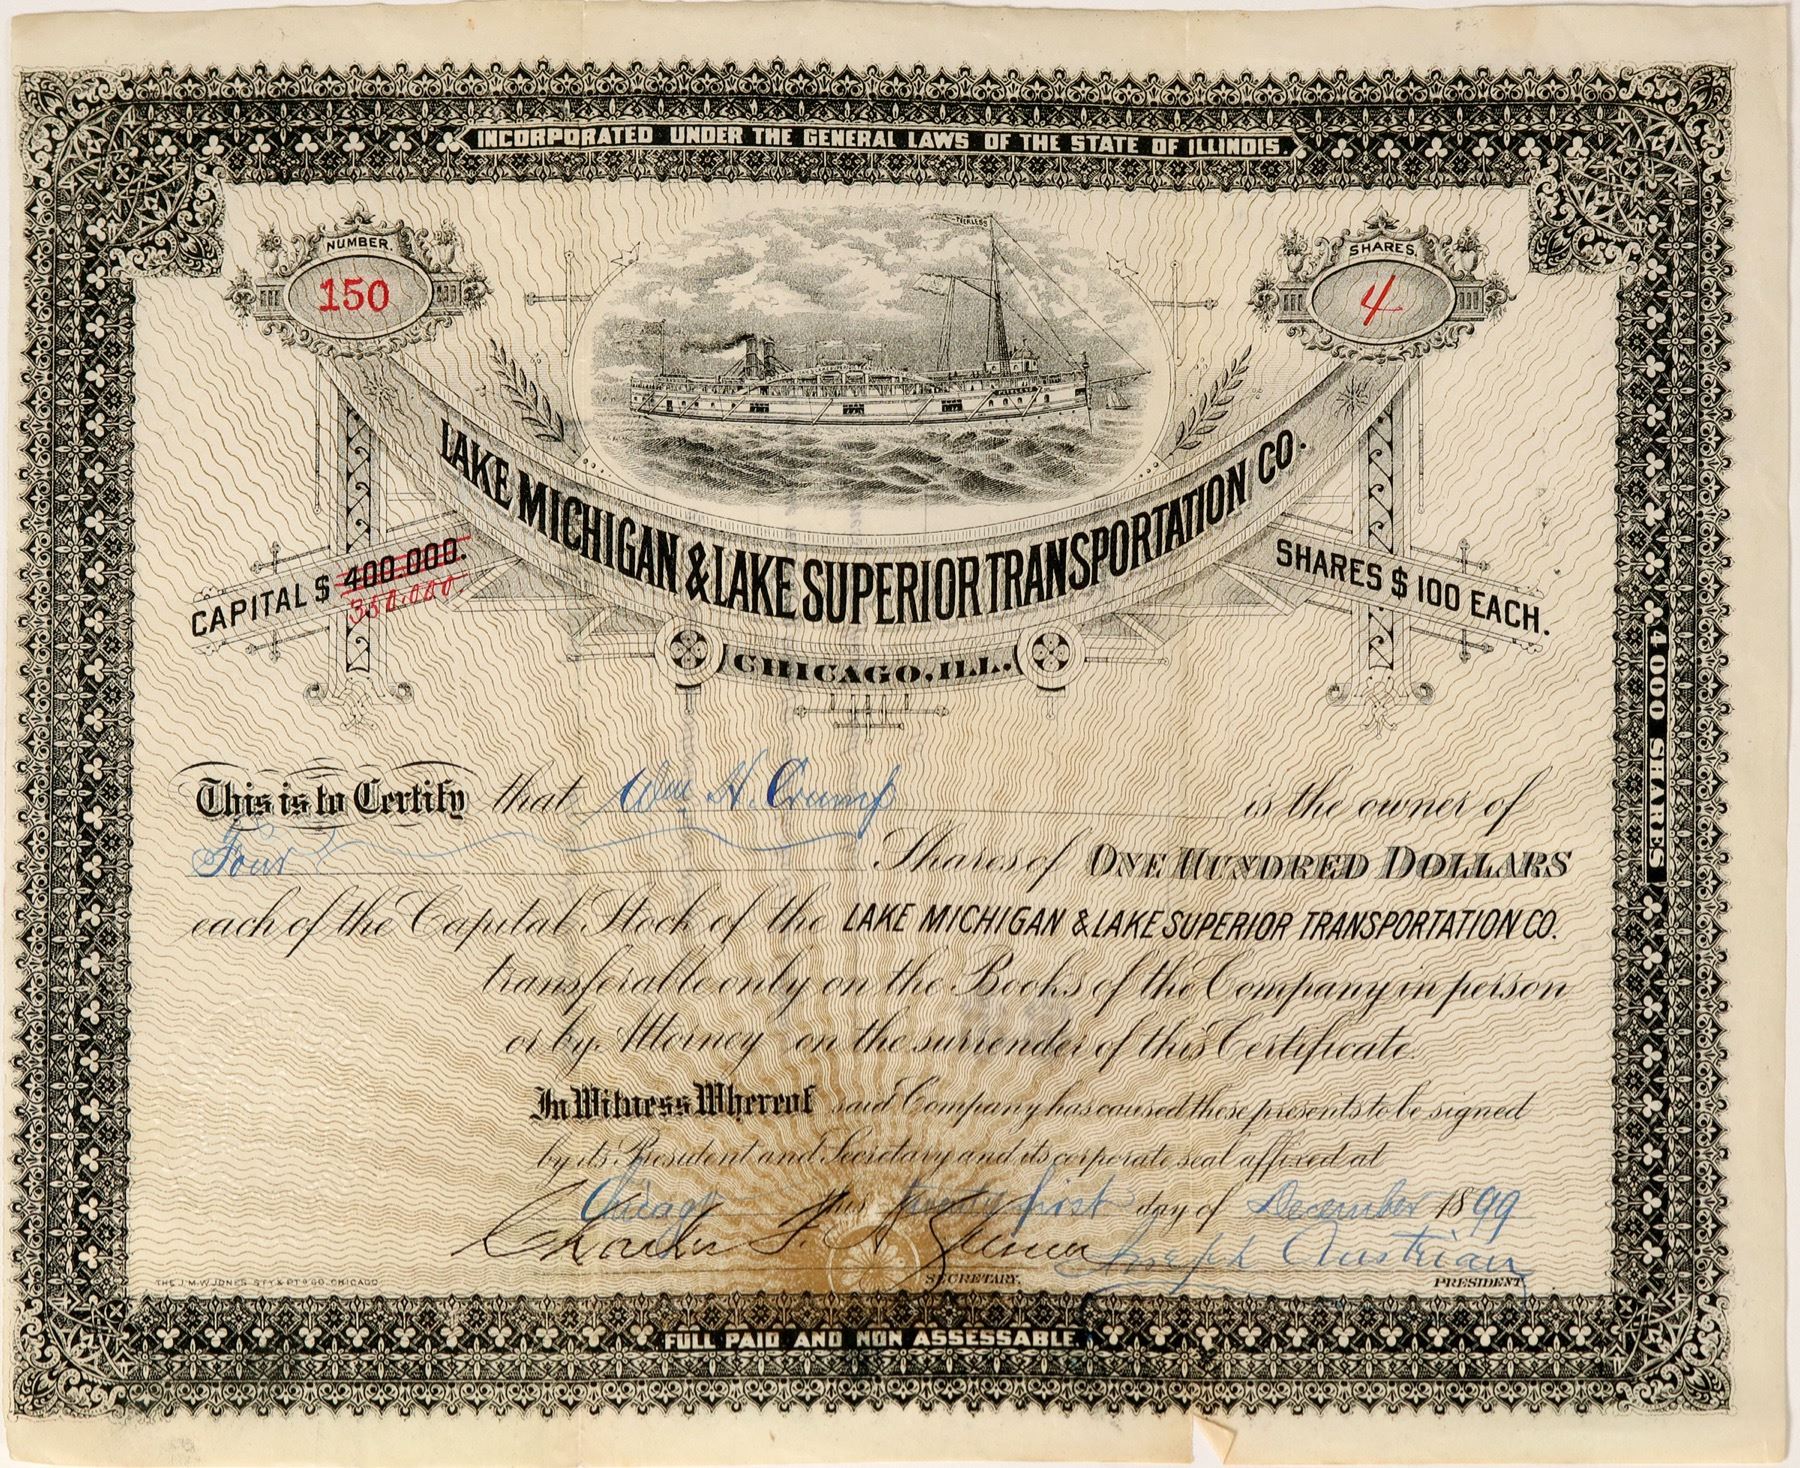 INCORPORATED UNDER THE GENERAL LAWS OF THE STATE OF ILLINOIS.
NUMBER.
150
PEERLESS
SHARES.
4
LAKE MICHIGAN & LAKE SUPERIOR TRANSPORTATION CO.
CAPITAL $ 400.000.
350.000.
SHARES $ 100 EACH.
CHICAGO, ILL.
4000 SHARES
This is to Certify that Wm H. Crump is the owner of
Four Shares of ONE HUNDRED DOLLARS
each of the Capital Stock of the LAKE MICHIGAN & LAKE SUPERIOR TRANSPORTATION CO.
transferable only on the Books of the Company in person
or by Attorney on the surrender of this Certificate.
In Witness Whereof said Company has caused these presents to be signed
by its President and Secretary and its corporate seal affixed at
Chicago this twenty first day of December 1899
Charles F. A. Joseph Austrian
SECRETARY. PRESIDENT.
THE J.M.W. JONES STY & PTG CO. CHICAGO
FULL PAID AND NON ASSESSABLE.